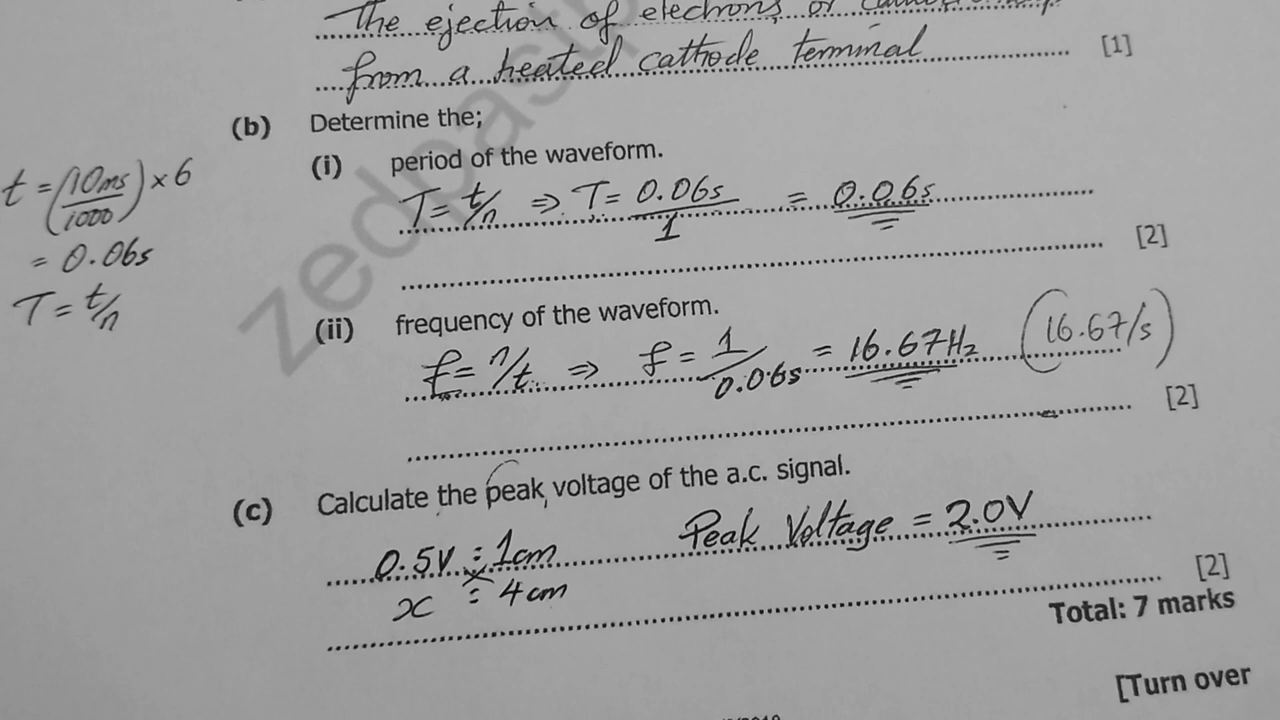 The ejection of electrons, or
from a heated cathode terminal [1]
(b) Determine the;
(i) period of the waveform.
t = (10ms/1000) × 6
= 0.06s
T = t/n
T = t/n ⇒ T = 0.06s/1 = 0.06s
[2]
(ii) frequency of the waveform.
f = n/t ⇒ f = 1/0.06s = 16.67Hz (16.67/s)
[2]
(c) Calculate the peak voltage of the a.c. signal.
0.5V : 1cm Peak Voltage = 2.0V
x : 4cm
[2]
Total: 7 marks
[Turn over
zedpast